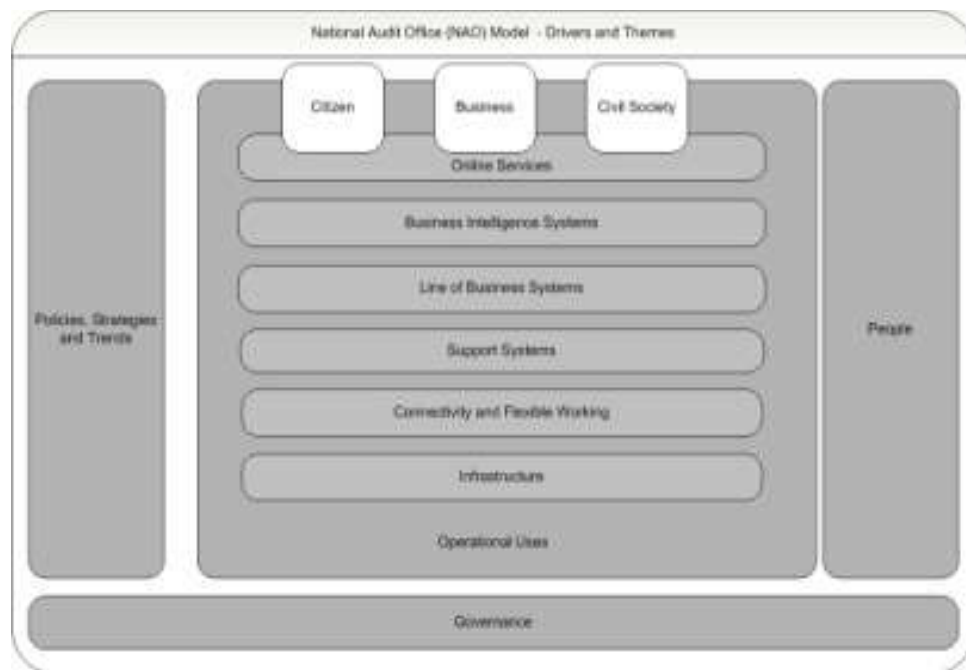 National Audit Office (NAO) Model - Drivers and Themes
Citizen
Business
Civil Society
Online Services
Business Intelligence Systems
Line of Business Systems
Policies, Strategies
and Trends
People
Support Systems
Connectivity and Flexible Working
Infrastructure
Operational Uses
Governance